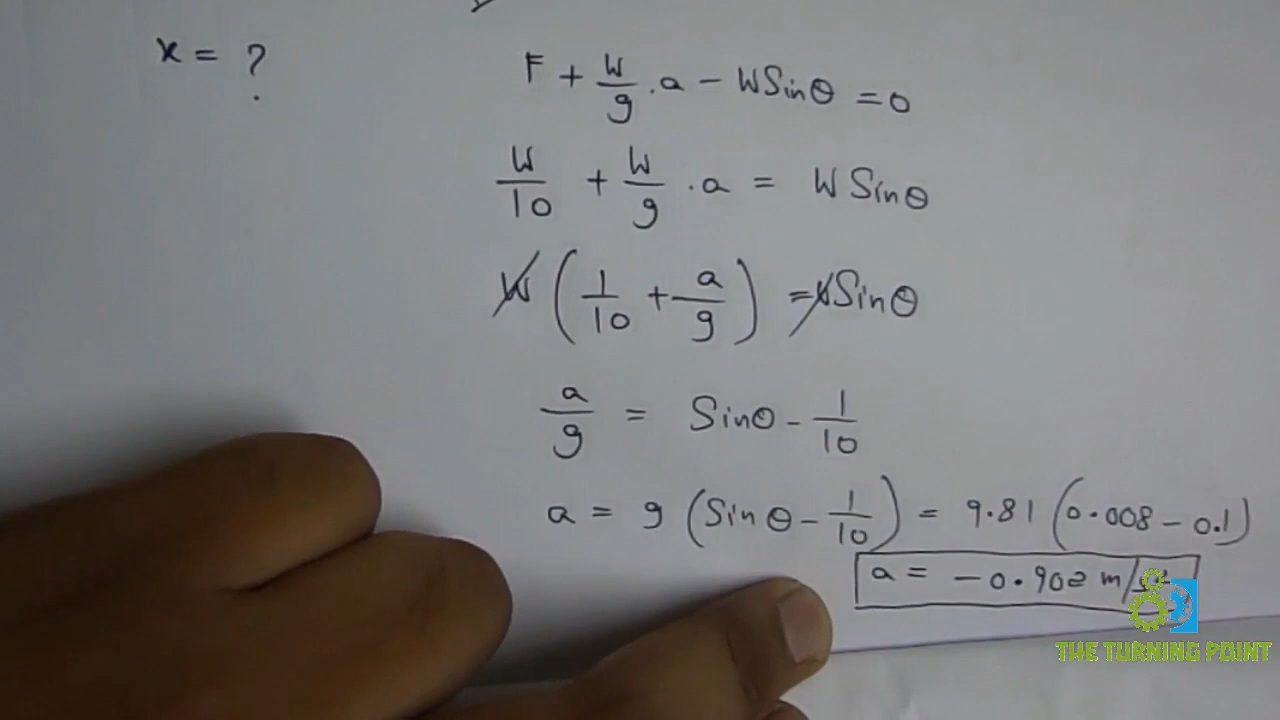 x = ?
F + W/g . a - W Sinθ = 0
W/10 + W/g . a = W Sinθ
W ( 1/10 + a/g ) = W Sinθ
a/g = Sinθ - 1/10
a = g ( Sinθ - 1/10 ) = 9.81 ( 0.008 - 0.1 )
a = - 0.902 m/
THE TURNING POINT